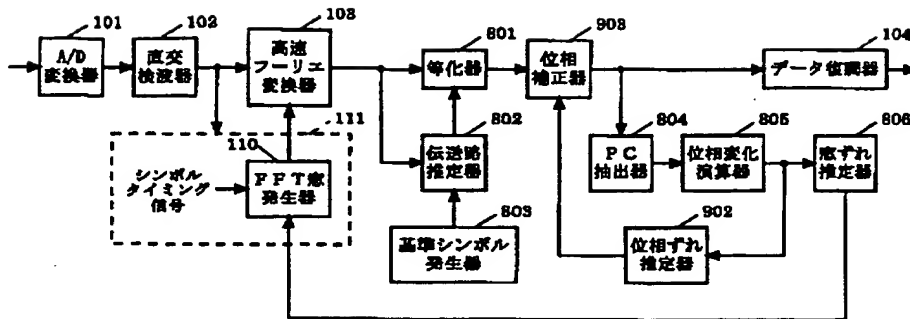 101
A/D
変換器
102
直交
検波器
103
高速
フーリエ
変換器
801
等化器
903
位相
補正器
104
データ復調器
111
110
シンボル
タイミング
信号
FFT窓
発生器
802
伝送路
推定器
803
基準シンボル
発生器
804
PC
抽出器
805
位相変化
演算器
806
窓ずれ
推定器
902
位相ずれ
推定器